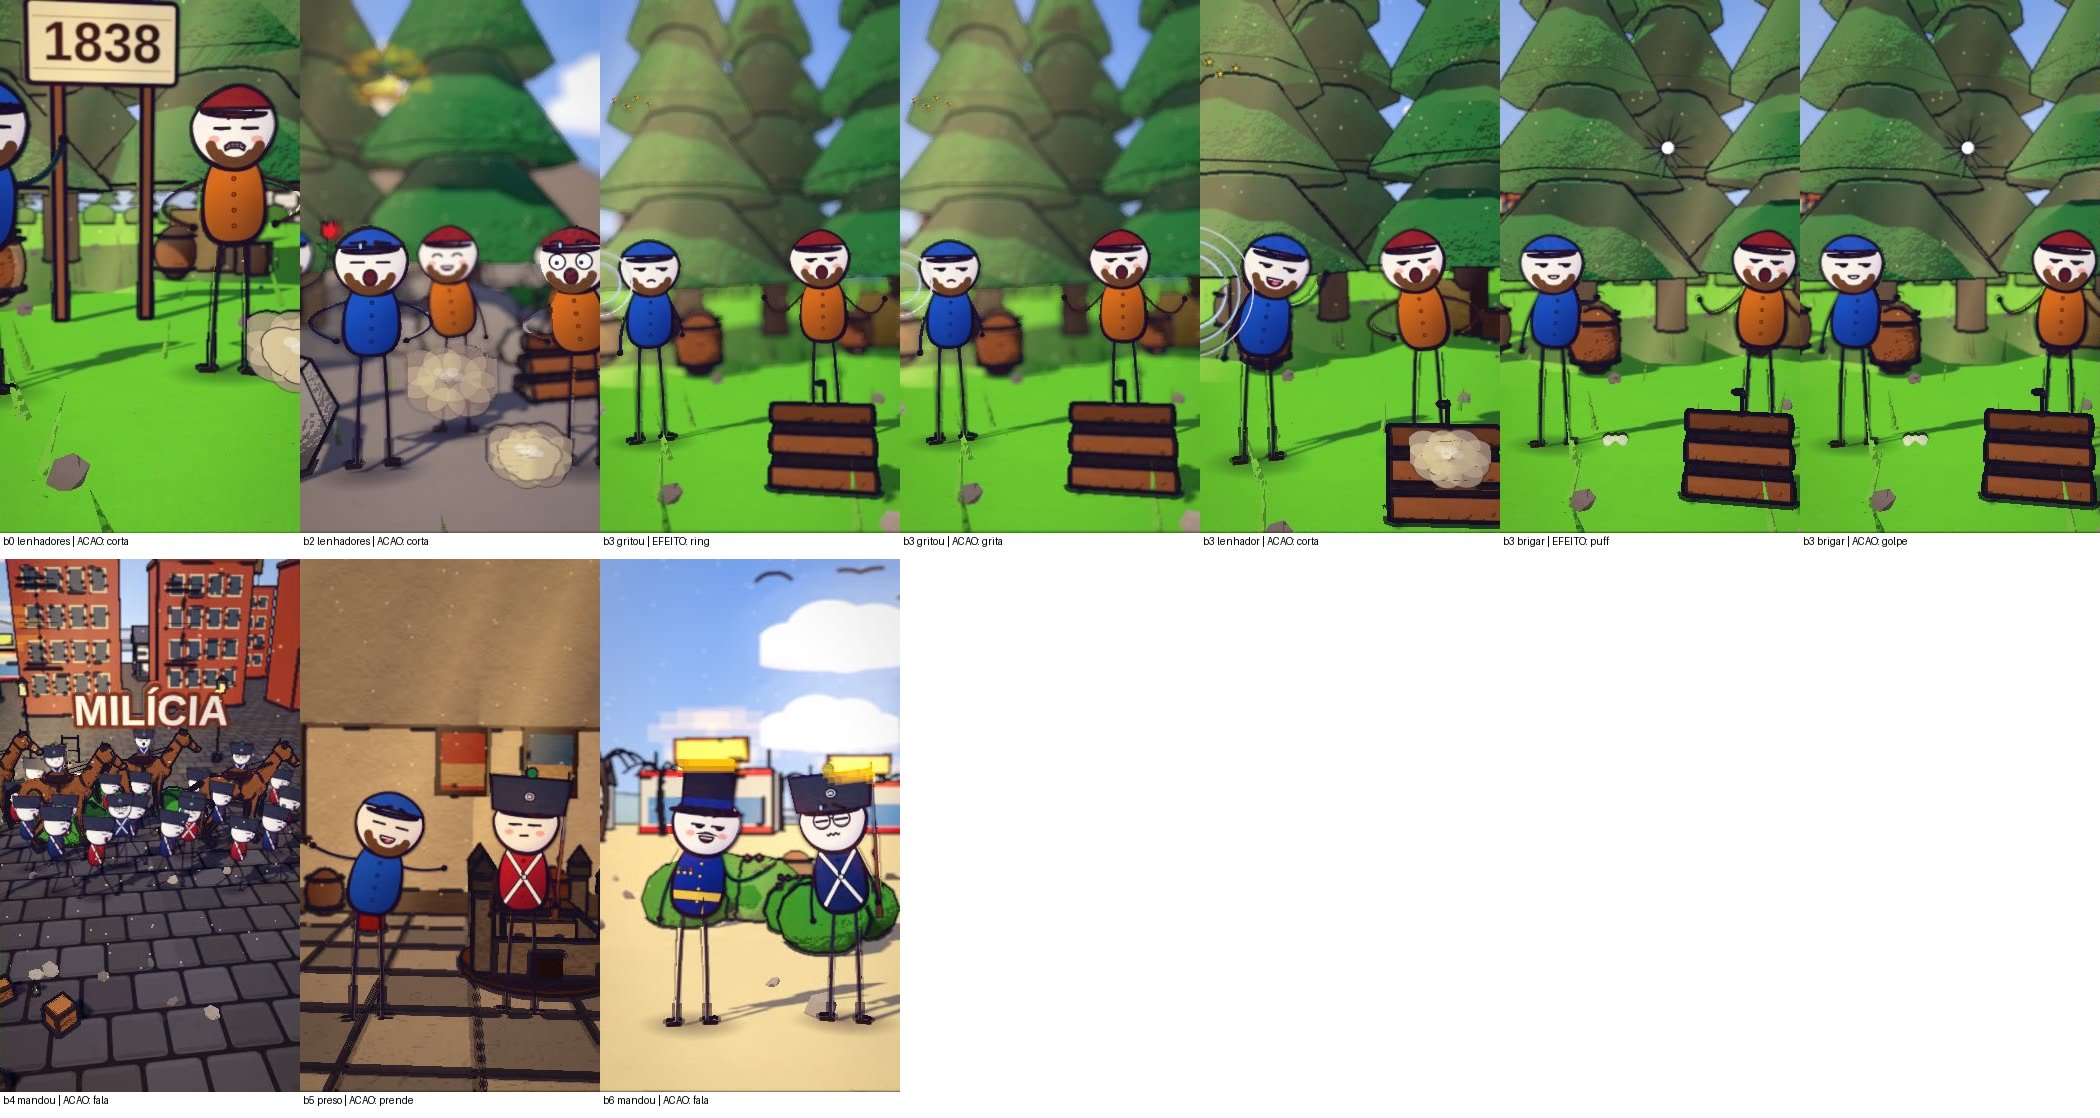 1838
b0 lenhadores | ACAO: corta
b2 lenhadores | ACAO: corta
b3 gritou | EFEITO: ring
b3 gritou | ACAO: grita
b3 lenhador | ACAO: corta
b3 brigar | EFEITO: puff
b3 brigar | ACAO: golpe
MILÍCIA
b4 mandou | ACAO: fala
b5 preso | ACAO: prende
b6 mandou | ACAO: fala